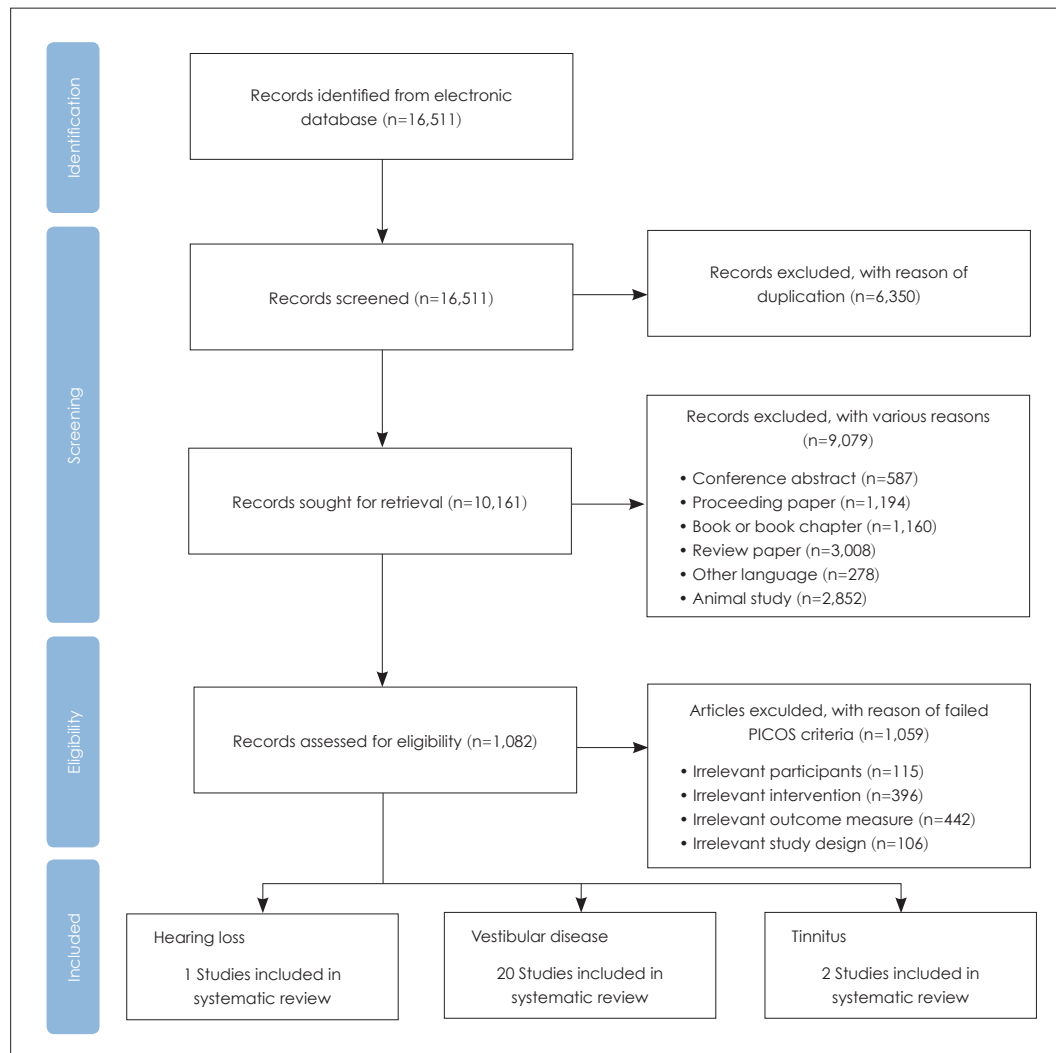 Identification
Records identified from electronic
database (n=16,511)
Screening
Records screened (n=16,511)
Records excluded, with reason of
duplication (n=6,350)
Records sought for retrieval (n=10,161)
Records excluded, with various reasons
(n=9,079)
• Conference abstract (n=587)
• Proceeding paper (n=1,194)
• Book or book chapter (n=1,160)
• Review paper (n=3,008)
• Other language (n=278)
• Animal study (n=2,852)
Eligibility
Records assessed for eligibility (n=1,082)
Articles exculded, with reason of failed
PICOS criteria (n=1,059)
• Irrelevant participants (n=115)
• Irrelevant intervention (n=396)
• Irrelevant outcome measure (n=442)
• Irrelevant study design (n=106)
Included
Hearing loss
1 Studies included in
systematic review
Vestibular disease
20 Studies included in
systematic review
Tinnitus
2 Studies included in
systematic review